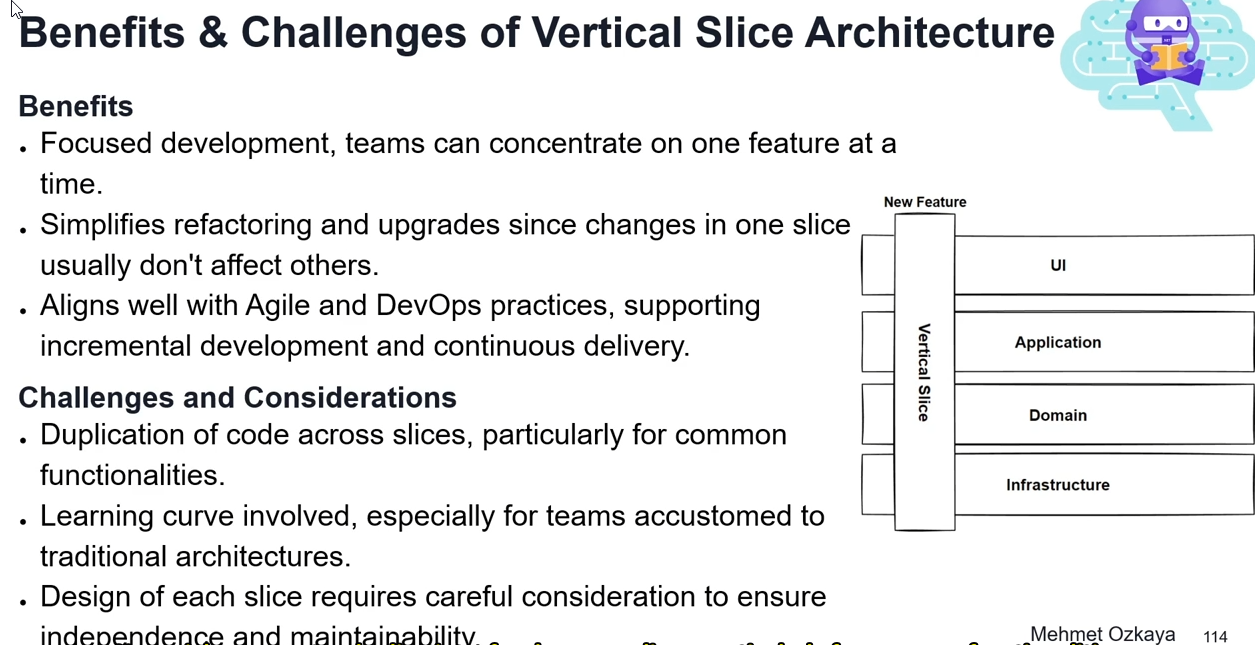 Benefits & Challenges of Vertical Slice Architecture
Benefits
• Focused development, teams can concentrate on one feature at a
time.
• Simplifies refactoring and upgrades since changes in one slice
usually don't affect others.
• Aligns well with Agile and DevOps practices, supporting
incremental development and continuous delivery.
Challenges and Considerations
• Duplication of code across slices, particularly for common
functionalities.
• Learning curve involved, especially for teams accustomed to
traditional architectures.
• Design of each slice requires careful consideration to ensure
independence and maintainability.
New Feature
Vertical Slice
UI
Application
Domain
Infrastructure
Mehmet Ozkaya 114